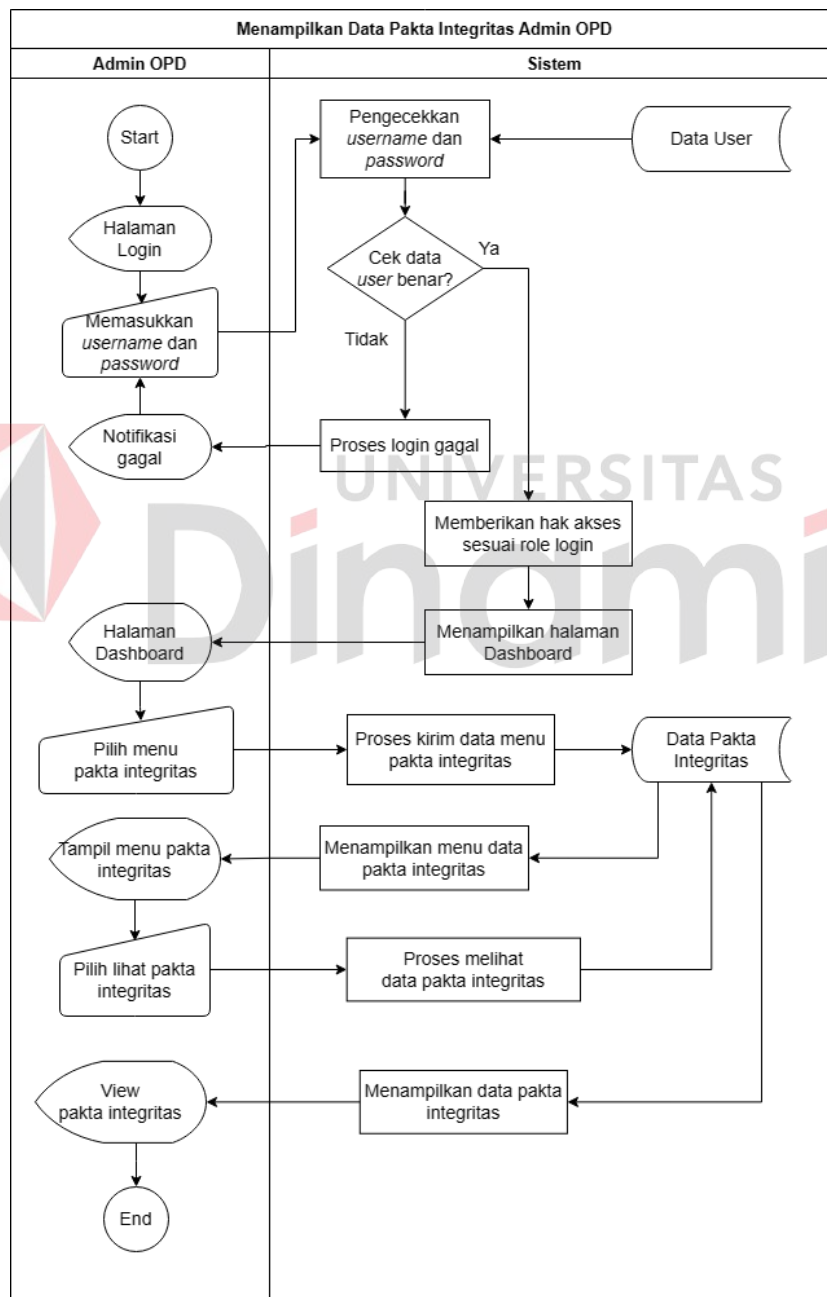 Menampilkan Data Pakta Integritas Admin OPD
Admin OPD
Sistem
Start
Pengecekkan
username dan
password
Data User
Halaman
Login
Cek data
user benar?
Ya
Tidak
Memasukkan
username dan
password
Notifikasi
gagal
Proses login gagal
UNIVERSITAS
Dinami
Memberikan hak akses
sesuai role login
Halaman
Dashboard
Menampilkan halaman
Dashboard
Pilih menu
pakta integritas
Proses kirim data menu
pakta integritas
Data Pakta
Integritas
Tampil menu pakta
integritas
Menampilkan menu data
pakta integritas
Pilih lihat pakta
integritas
Proses melihat
data pakta integritas
View
pakta integritas
Menampilkan data pakta
integritas
End